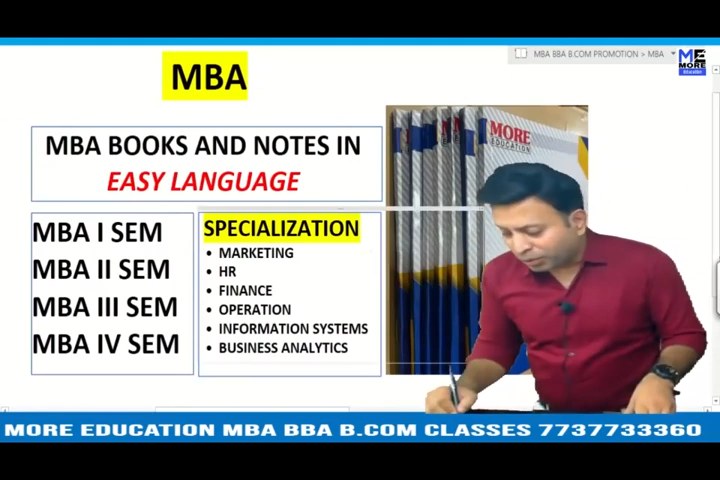 MBA BBA B.COM PROMOTION > MBA
ME
MORE
Education
MBA
MBA BOOKS AND NOTES IN
EASY LANGUAGE
MORE
EDUCATION
MBA I SEM
MBA II SEM
MBA III SEM
MBA IV SEM
SPECIALIZATION
• MARKETING
• HR
• FINANCE
• OPERATION
• INFORMATION SYSTEMS
• BUSINESS ANALYTICS
MORE EDUCATION MBA BBA B.COM CLASSES 7737733360